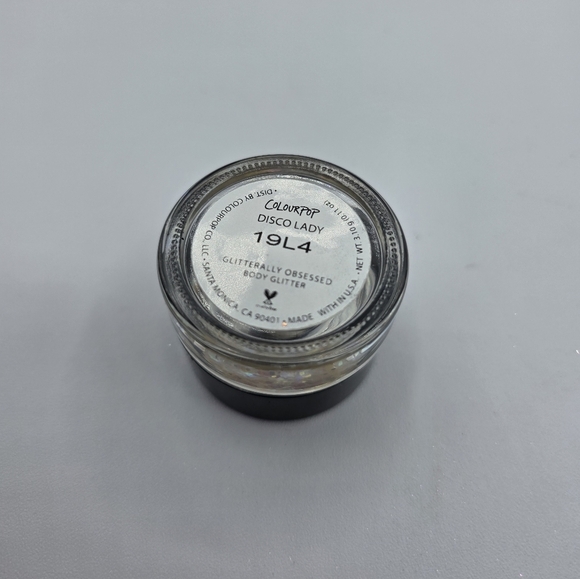 COLOURPOP
DISCO LADY
19L4
GLITTERALLY OBSESSED
BODY GLITTER
• DIST. BY COLOURPOP CO, LLC • SANTA MONICA, CA 90401 • MADE WITH IN U.S.A. • NET WT 3.10 g (0.11 oz)